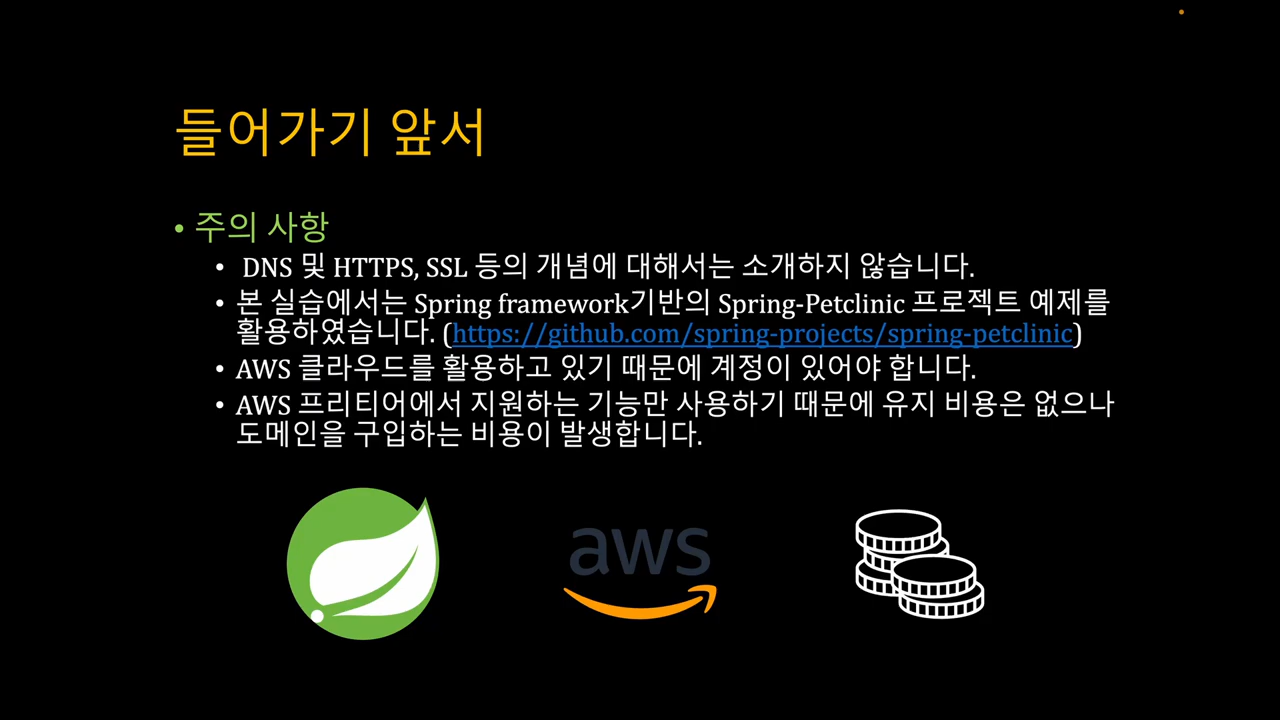 들어가기 앞서
• 주의 사항
• DNS 및 HTTPS, SSL 등의 개념에 대해서는 소개하지 않습니다.
• 본 실습에서는 Spring framework기반의 Spring-Petclinic 프로젝트 예제를
활용하였습니다. (https://github.com/spring-projects/spring-petclinic)
• AWS 클라우드를 활용하고 있기 때문에 계정이 있어야 합니다.
• AWS 프리티어에서 지원하는 기능만 사용하기 때문에 유지 비용은 없으나
도메인을 구입하는 비용이 발생합니다.
aws